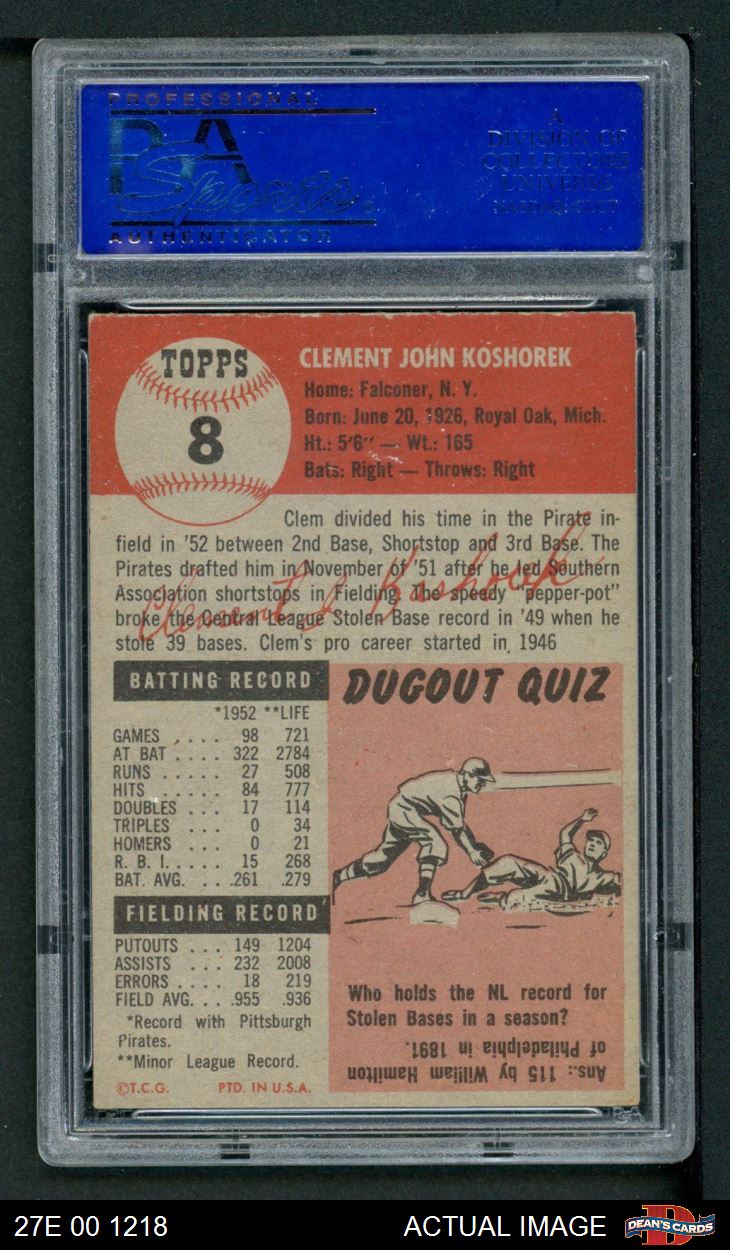 PROFESSIONAL
PSA
Sports
AUTHENTICATOR
A
DIVISION OF
COLLECTORS
UNIVERSE
NASDAQ: CLCT
TOPPS
8
CLEMENT JOHN KOSHOREK
Home: Falconer, N. Y.
Born: June 20, 1926, Royal Oak, Mich.
Ht.: 5'6" — Wt.: 165
Bats: Right — Throws: Right
Clem divided his time in the Pirate in-
field in '52 between 2nd Base, Shortstop and 3rd Base. The
Pirates drafted him in November of '51 after he led Southern
Association shortstops in Fielding. The speedy "pepper-pot"
broke the Central League Stolen Base record in '49 when he
stole 39 bases. Clem's pro career started in 1946
Clement J. Koshorek
BATTING RECORD
*1952 **LIFE
GAMES .... 98 721
AT BAT .... 322 2784
RUNS .... 27 508
HITS .... 84 777
DOUBLES ... 17 114
TRIPLES ... 0 34
HOMERS ... 0 21
R. B. I. .... 15 268
BAT. AVG. ... .261 .279
FIELDING RECORD
PUTOUTS ... 149 1204
ASSISTS ... 232 2008
ERRORS .... 18 219
FIELD AVG. ... .955 .936
*Record with Pittsburgh
Pirates.
**Minor League Record.
©T.C.G. PTD. IN U.S.A.
DUGOUT QUIZ
Who holds the NL record for
Stolen Bases in a season?
Ans.: 115 by William Hamilton
of Philadelphia in 1891.
PSA
27E 00 1218
ACTUAL IMAGE
D
DEAN'S CARDS